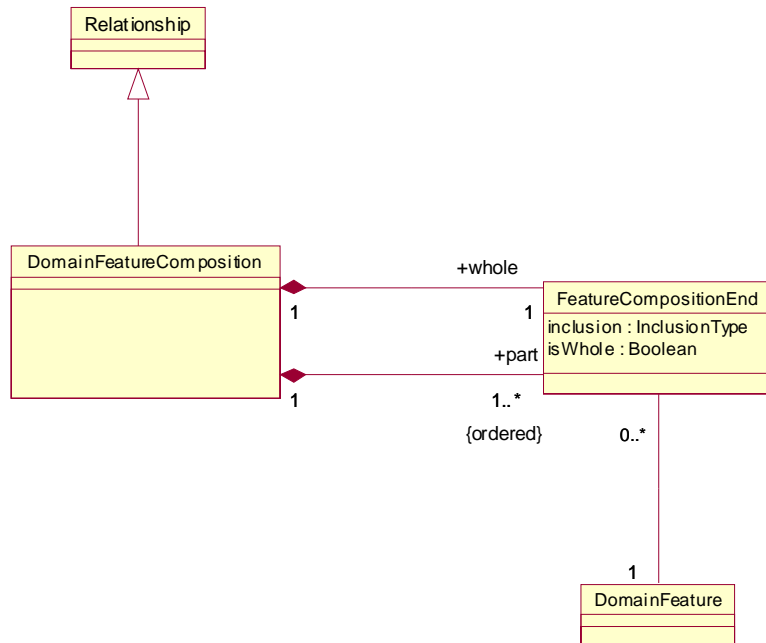 Relationship
DomainFeatureComposition
+whole
1
1
FeatureCompositionEnd
inclusion : InclusionType
isWhole : Boolean
+part
1
1..*
{ordered}
0..*
1
DomainFeature